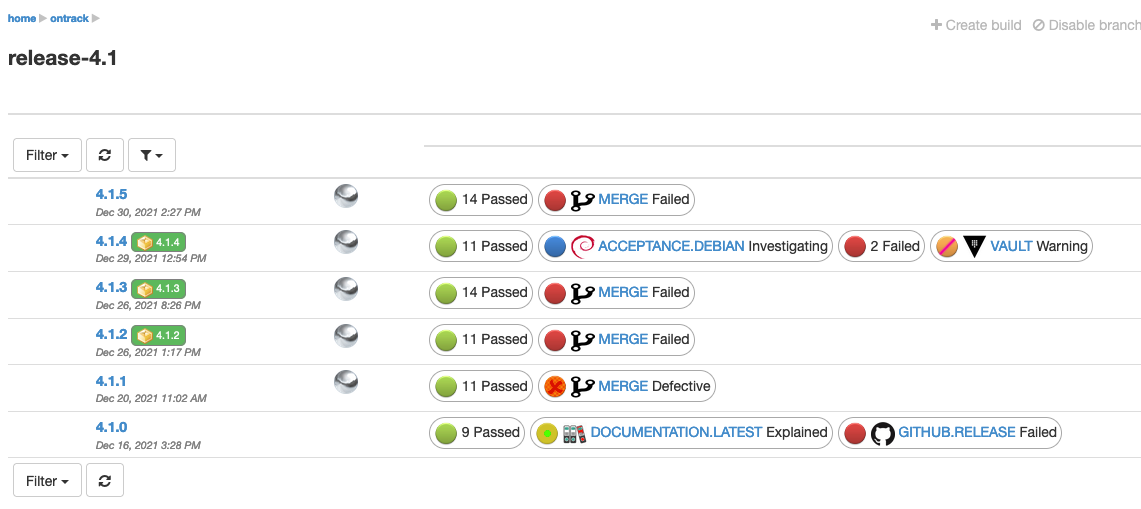 home ontrack
Create build Disable branch
release-4.1
Filter
4.1.5
Dec 30, 2021 2:27 PM
14 Passed MERGE Failed
4.1.4 4.1.4
Dec 29, 2021 12:54 PM
11 Passed ACCEPTANCE.DEBIAN Investigating 2 Failed VAULT Warning
4.1.3 4.1.3
Dec 26, 2021 8:26 PM
14 Passed MERGE Failed
4.1.2 4.1.2
Dec 26, 2021 1:17 PM
11 Passed MERGE Failed
4.1.1
Dec 20, 2021 11:02 AM
11 Passed MERGE Defective
4.1.0
Dec 16, 2021 3:28 PM
9 Passed DOCUMENTATION.LATEST Explained GITHUB.RELEASE Failed
Filter